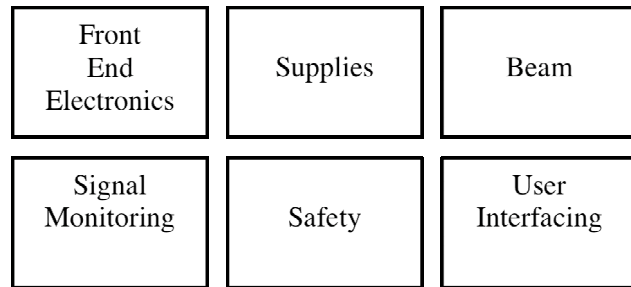 Front
End
Electronics
Supplies
Beam
Signal
Monitoring
Safety
User
Interfacing